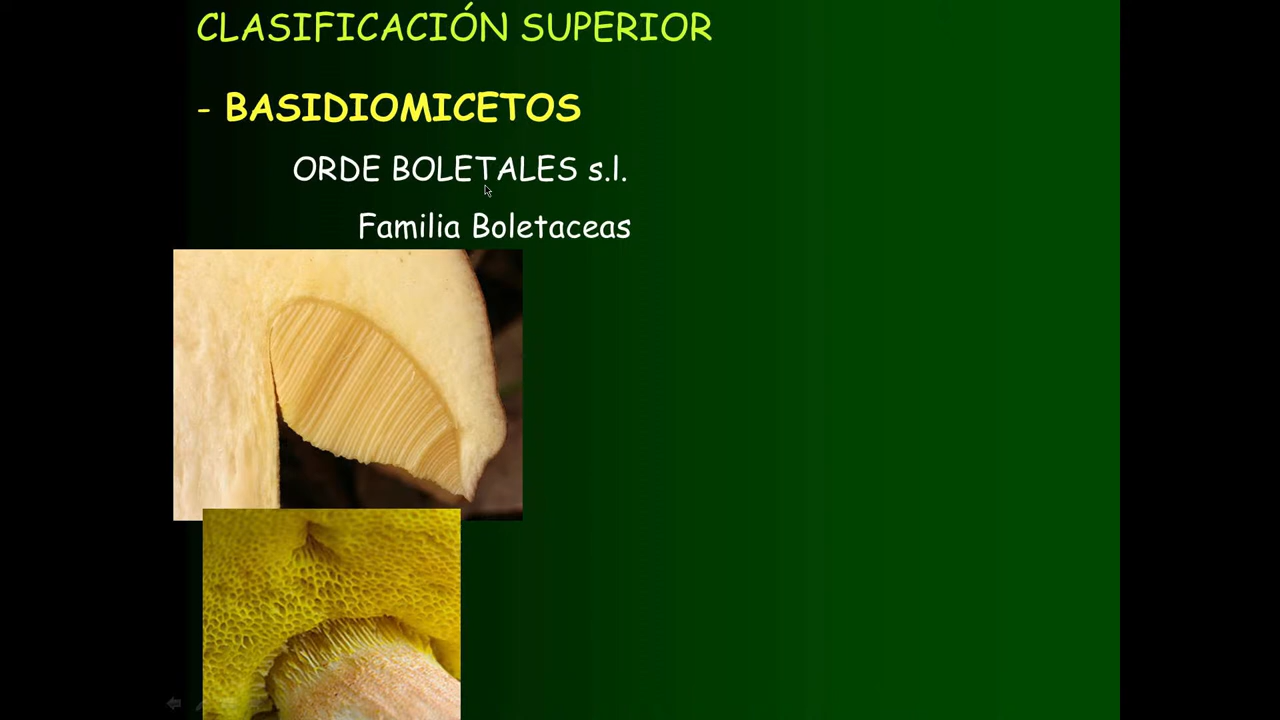 CLASIFICACIÓN SUPERIOR
- BASIDIOMICETOS
ORDE BOLETALES s.l.
Familia Boletaceas